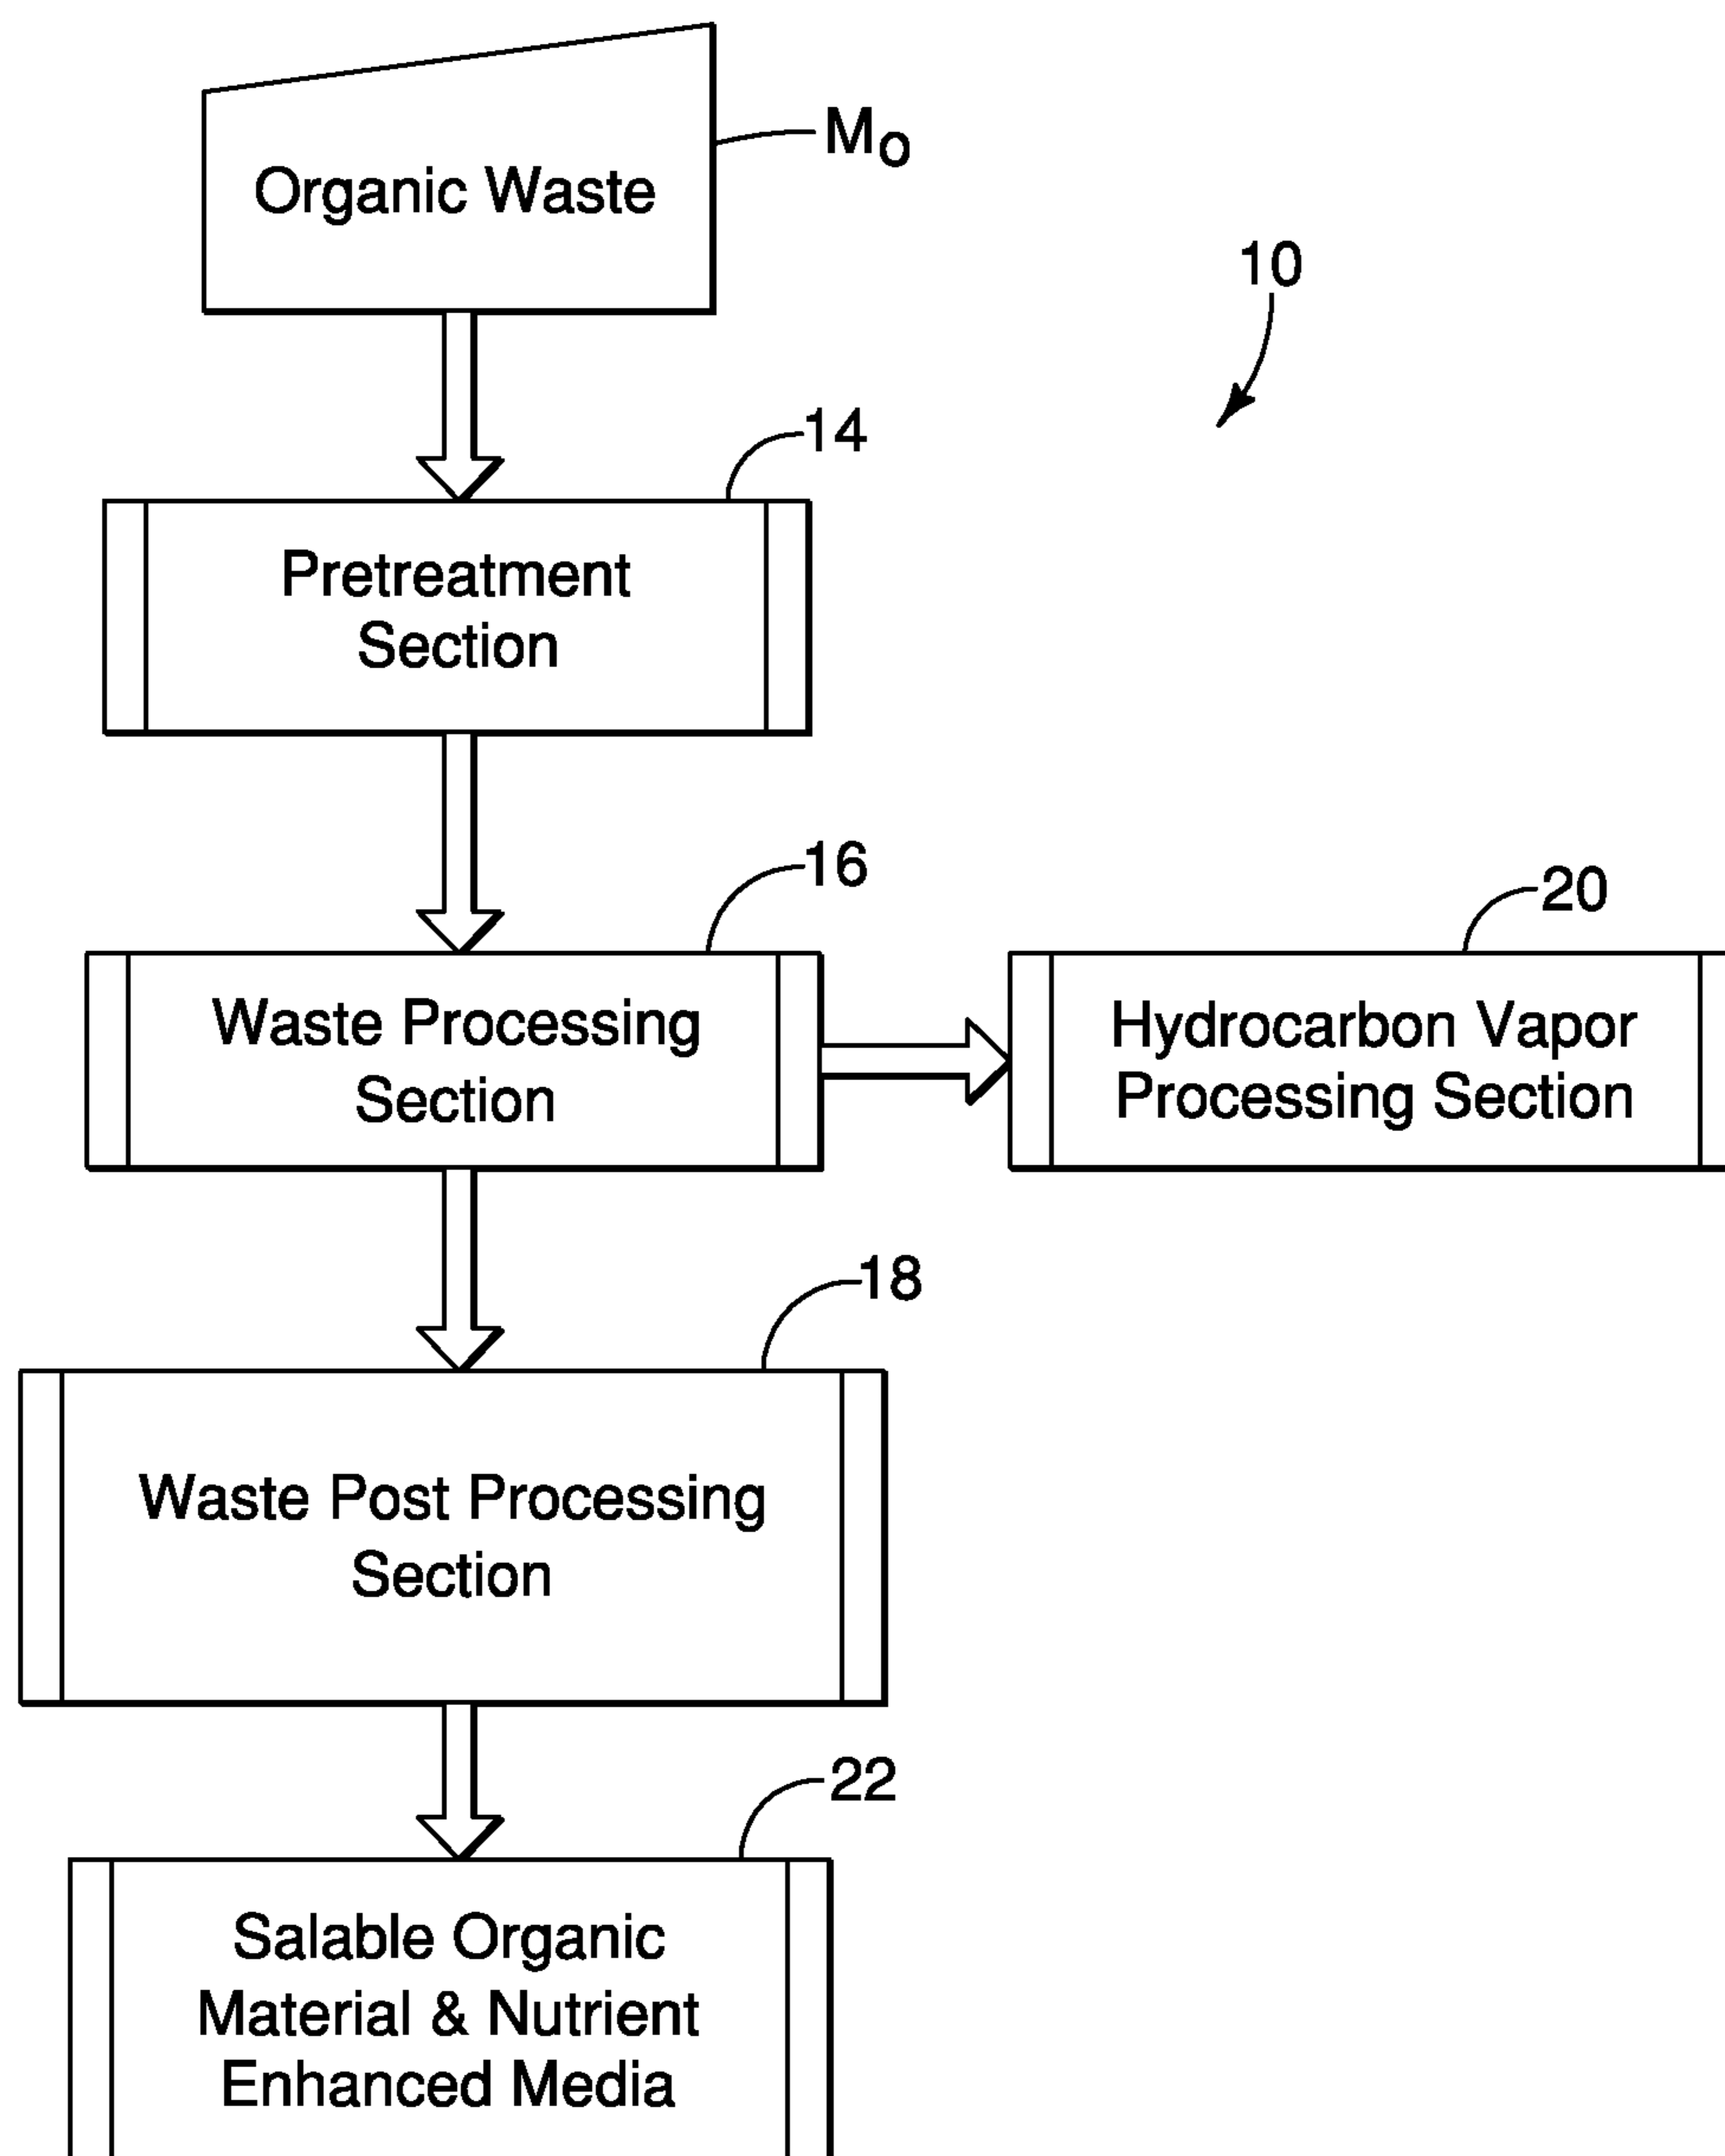 Organic Waste
Mo
10
14
Pretreatment
Section
16
Waste Processing
Section
20
Hydrocarbon Vapor
Processing Section
18
Waste Post Processing
Section
22
Salable Organic
Material & Nutrient
Enhanced Media